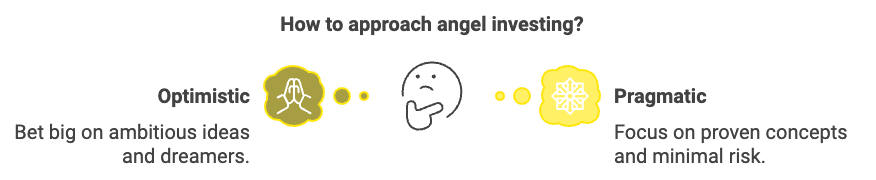 How to approach angel investing?
Optimistic
Bet big on ambitious ideas
and dreamers.
Pragmatic
Focus on proven concepts
and minimal risk.